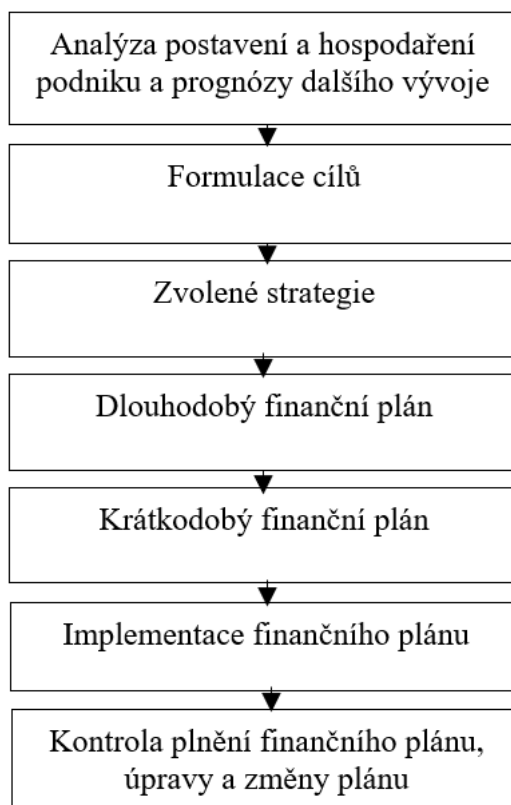 Analýza postavení a hospodaření
podniku a prognózy dalšího vývoje
Formulace cílů
Zvolené strategie
Dlouhodobý finanční plán
Krátkodobý finanční plán
Implementace finančního plánu
Kontrola plnění finančního plánu,
úpravy a změny plánu